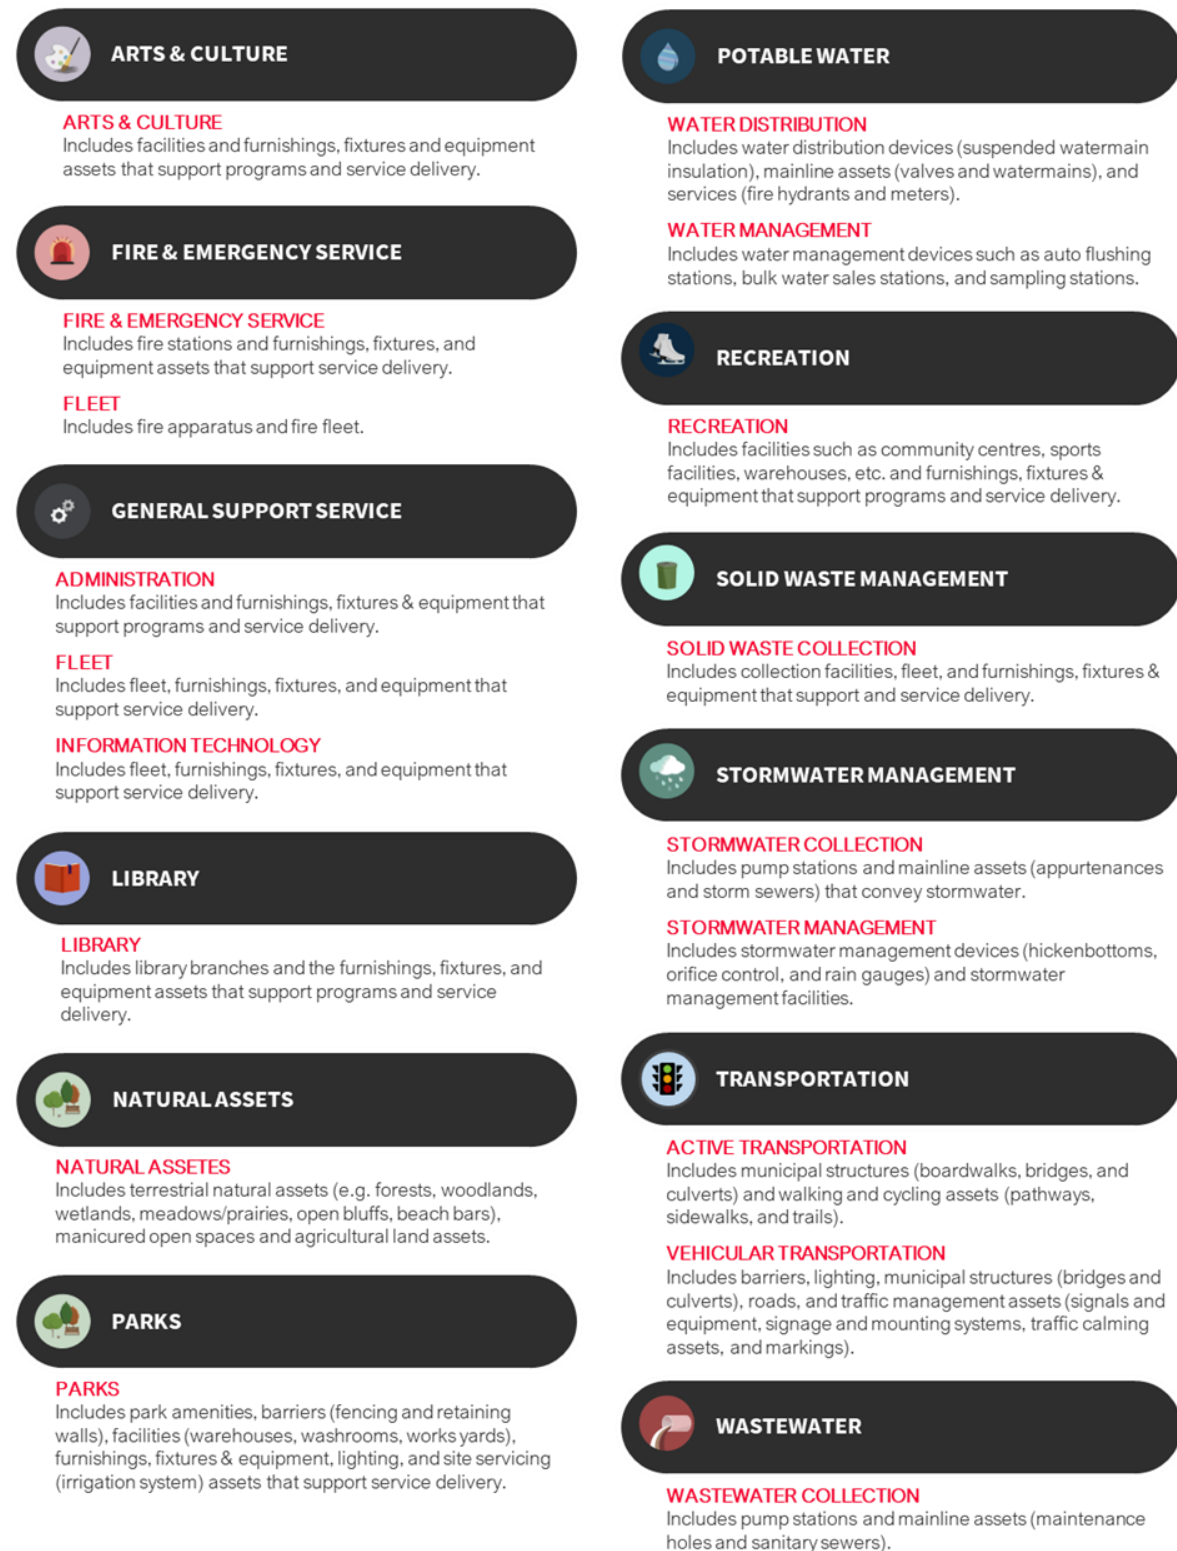 ARTS & CULTURE
ARTS & CULTURE
Includes facilities and furnishings, fixtures and equipment
assets that support programs and service delivery.
FIRE & EMERGENCY SERVICE
FIRE & EMERGENCY SERVICE
Includes fire stations and furnishings, fixtures, and
equipment assets that support service delivery.
FLEET
Includes fire apparatus and fire fleet.
GENERAL SUPPORT SERVICE
ADMINISTRATION
Includes facilities and furnishings, fixtures & equipment that
support programs and service delivery.
FLEET
Includes fleet, furnishings, fixtures, and equipment that
support service delivery.
INFORMATION TECHNOLOGY
Includes fleet, furnishings, fixtures, and equipment that
support service delivery.
LIBRARY
LIBRARY
Includes library branches and the furnishings, fixtures, and
equipment assets that support programs and service
delivery.
NATURAL ASSETS
NATURAL ASSETES
Includes terrestrial natural assets (e.g. forests, woodlands,
wetlands, meadows/prairies, open bluffs, beach bars),
manicured open spaces and agricultural land assets.
PARKS
PARKS
Includes park amenities, barriers (fencing and retaining
walls), facilities (warehouses, washrooms, works yards),
furnishings, fixtures & equipment, lighting, and site servicing
(irrigation system) assets that support service delivery.
POTABLE WATER
WATER DISTRIBUTION
Includes water distribution devices (suspended watermain
insulation), mainline assets (valves and watermains), and
services (fire hydrants and meters).
WATER MANAGEMENT
Includes water management devices such as auto flushing
stations, bulk water sales stations, and sampling stations.
RECREATION
RECREATION
Includes facilities such as community centres, sports
facilities, warehouses, etc. and furnishings, fixtures &
equipment that support programs and service delivery.
SOLID WASTE MANAGEMENT
SOLID WASTE COLLECTION
Includes collection facilities, fleet, and furnishings, fixtures &
equipment that support and service delivery.
STORMWATER MANAGEMENT
STORMWATER COLLECTION
Includes pump stations and mainline assets (appurtenances
and storm sewers) that convey stormwater.
STORMWATER MANAGEMENT
Includes stormwater management devices (hickenbottoms,
orifice control, and rain gauges) and stormwater
management facilities.
TRANSPORTATION
ACTIVE TRANSPORTATION
Includes municipal structures (boardwalks, bridges, and
culverts) and walking and cycling assets (pathways,
sidewalks, and trails).
VEHICULAR TRANSPORTATION
Includes barriers, lighting, municipal structures (bridges and
culverts), roads, and traffic management assets (signals and
equipment, signage and mounting systems, traffic calming
assets, and markings).
WASTEWATER
WASTEWATER COLLECTION
Includes pump stations and mainline assets (maintenance
holes and sanitary sewers).